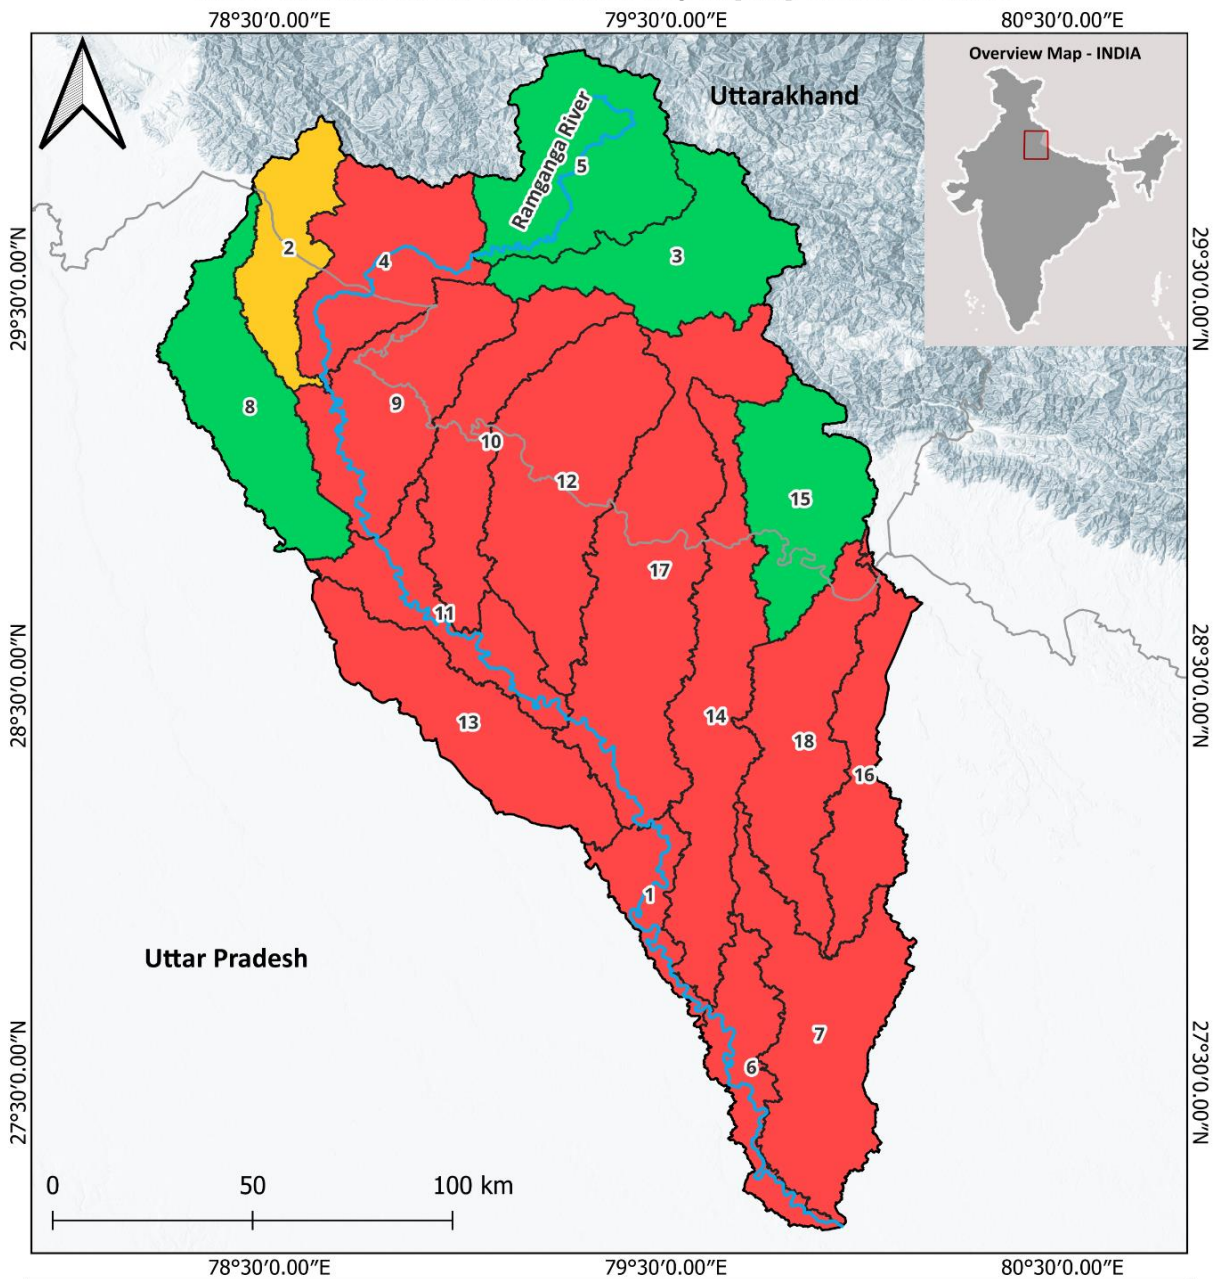 78°30'0.00"E
79°30'0.00"E
80°30'0.00"E
Overview Map - INDIA
Uttarakhand
Ramganga River
5
2
3
4
29°30'0.00"N
29°30'0.00"N
8
9
10
12
15
17
11
28°30'0.00"N
28°30'0.00"N
13
14
18
16
1
Uttar Pradesh
7
6
27°30'0.00"N
27°30'0.00"N
0 50 100 km
78°30'0.00"E
79°30'0.00"E
80°30'0.00"E